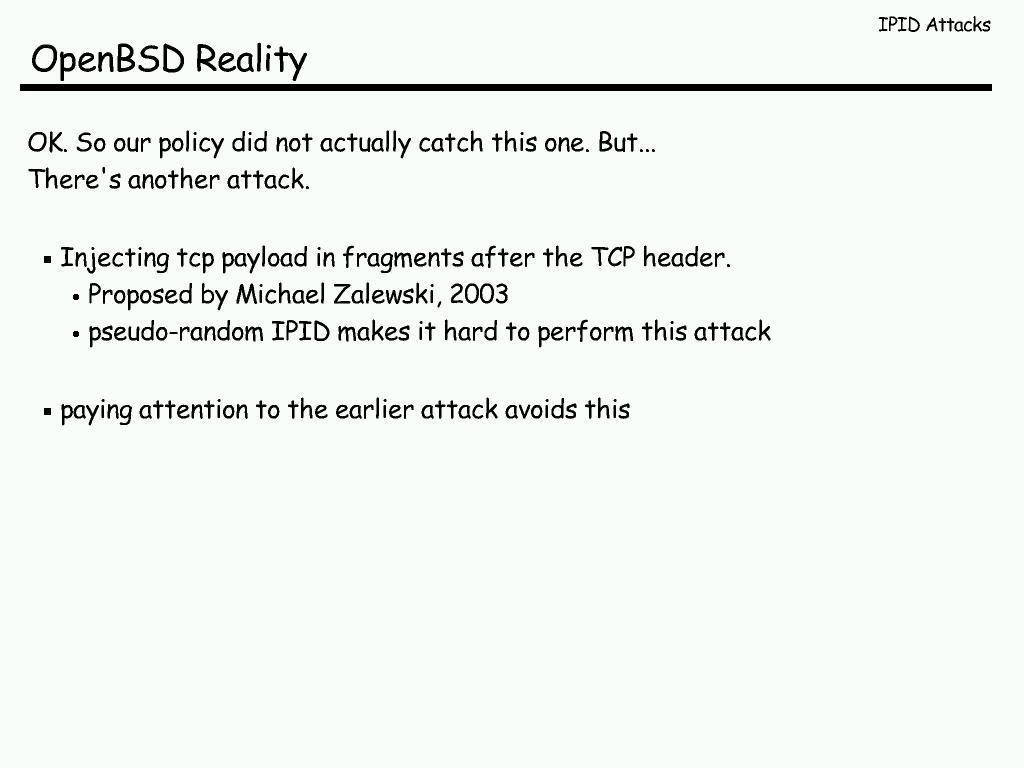 IPID Attacks
OpenBSD Reality
OK. So our policy did not actually catch this one. But...
There's another attack.
Injecting tcp payload in fragments after the TCP header.
Proposed by Michael Zalewski, 2003
pseudo-random IPID makes it hard to perform this attack
paying attention to the earlier attack avoids this